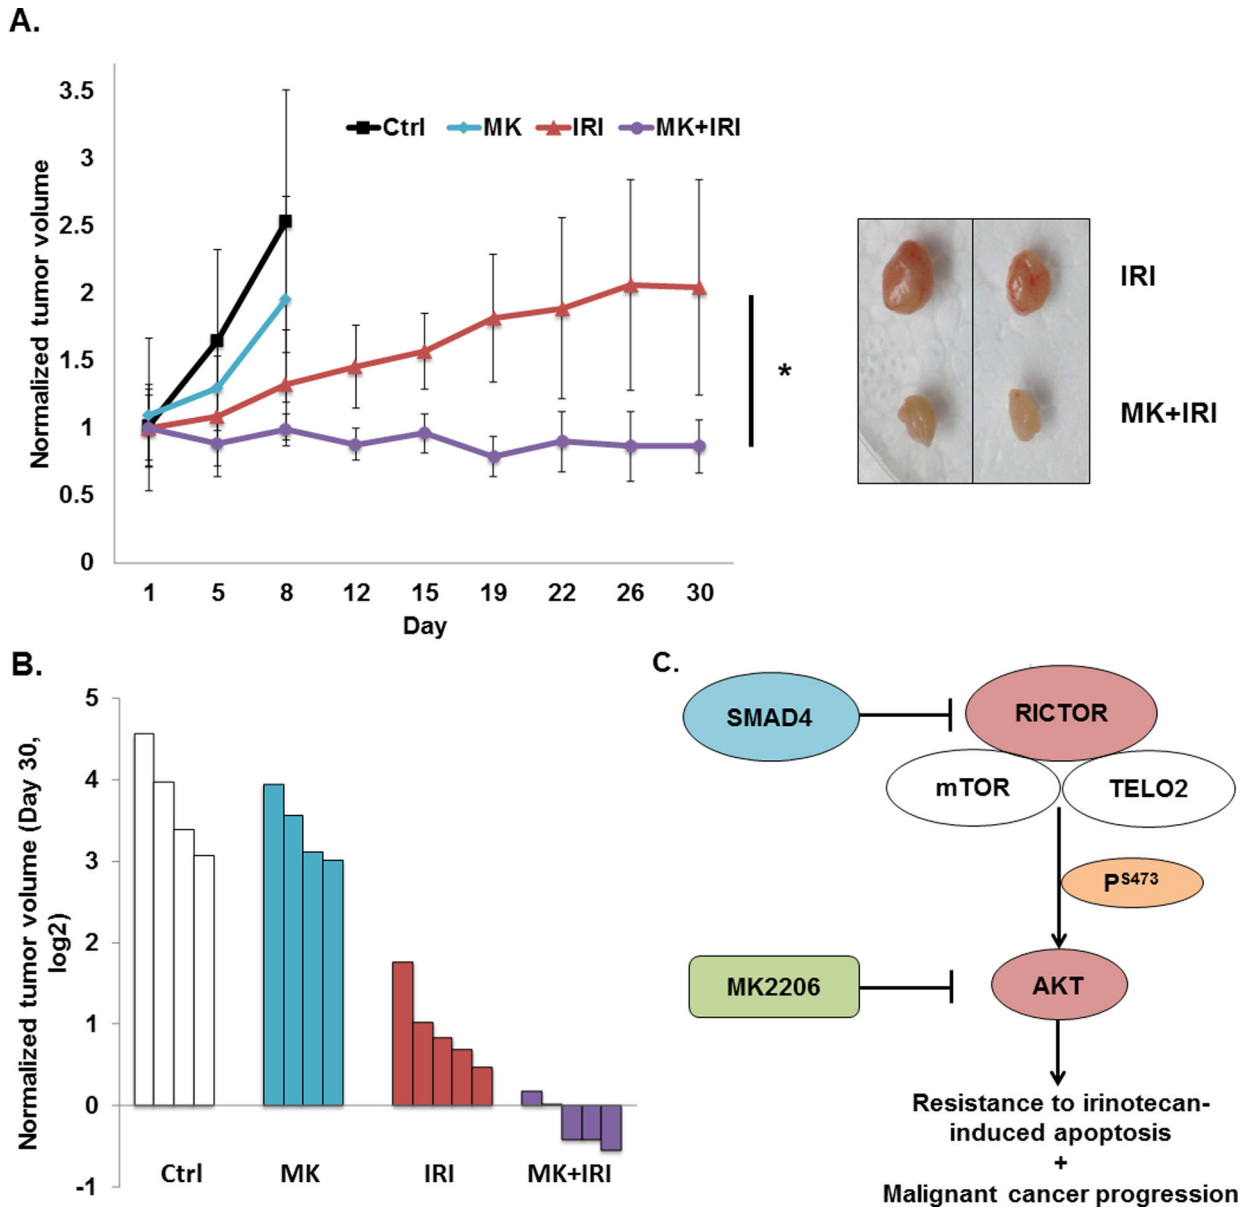 A.
Normalized tumor volume
3.5
3
2.5
2
1.5
1
0.5
0
Ctrl MK IRI MK+IRI
1 5 8 12 15 19 22 26 30
Day
*
IRI
MK+IRI
B.
Normalized tumor volume (Day 30,
log2)
5
4
3
2
1
0
-1
Ctrl MK IRI MK+IRI
C.
SMAD4
RICTOR
mTOR
TELO2
PS473
MK2206
AKT
Resistance to irinotecan-
induced apoptosis
+
Malignant cancer progression